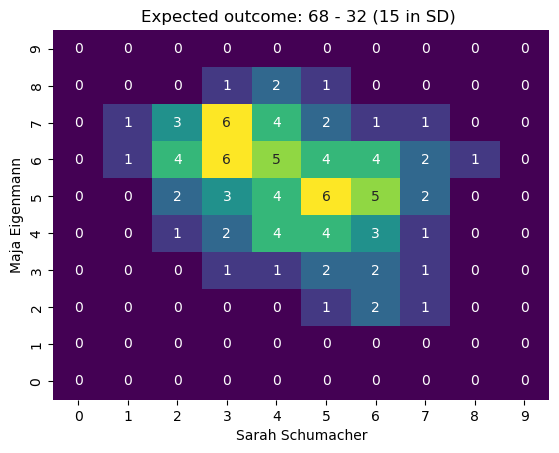 Expected outcome: 68 - 32 (15 in SD)
9 0 0 0 0 0 0 0 0 0 0
8 0 0 0 1 2 1 0 0 0 0
7 0 1 3 6 4 2 1 1 0 0
6 0 1 4 6 5 4 4 2 1 0
5 0 0 2 3 4 6 5 2 0 0
4 0 0 1 2 4 4 3 1 0 0
3 0 0 0 1 1 2 2 1 0 0
2 0 0 0 0 0 1 2 1 0 0
1 0 0 0 0 0 0 0 0 0 0
0 0 0 0 0 0 0 0 0 0 0
Maja Eigenmann
0 1 2 3 4 5 6 7 8 9
Sarah Schumacher